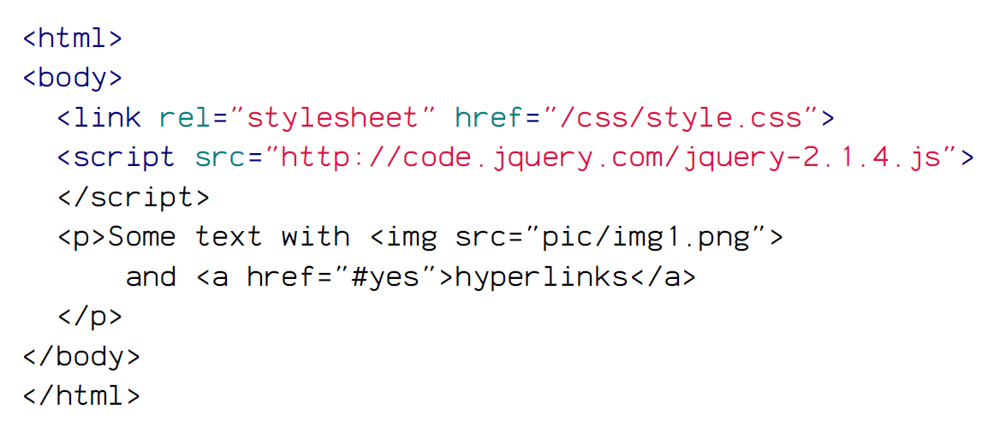 <html>
<body>
  <link rel="stylesheet" href="/css/style.css">
  <script src="http://code.jquery.com/jquery-2.1.4.js">
  </script>
  <p>Some text with <img src="pic/img1.png">
      and <a href="#yes">hyperlinks</a>
  </p>
</body>
</html>